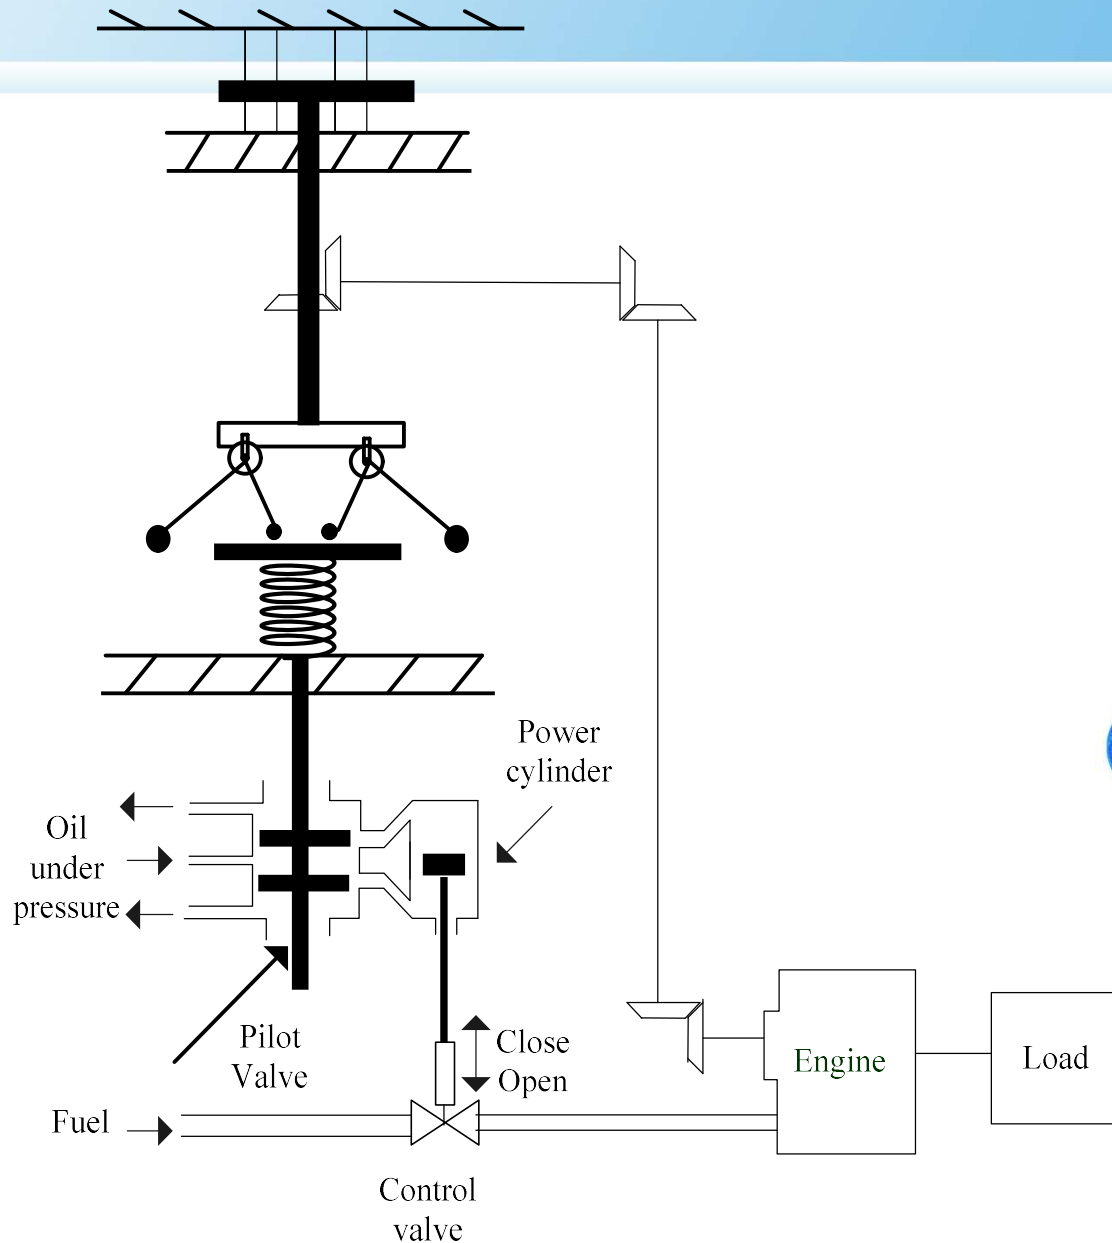 Power
cylinder
Oil
under
pressure
Pilot
Valve
Close
Open
Engine
Load
Fuel
Control
valve